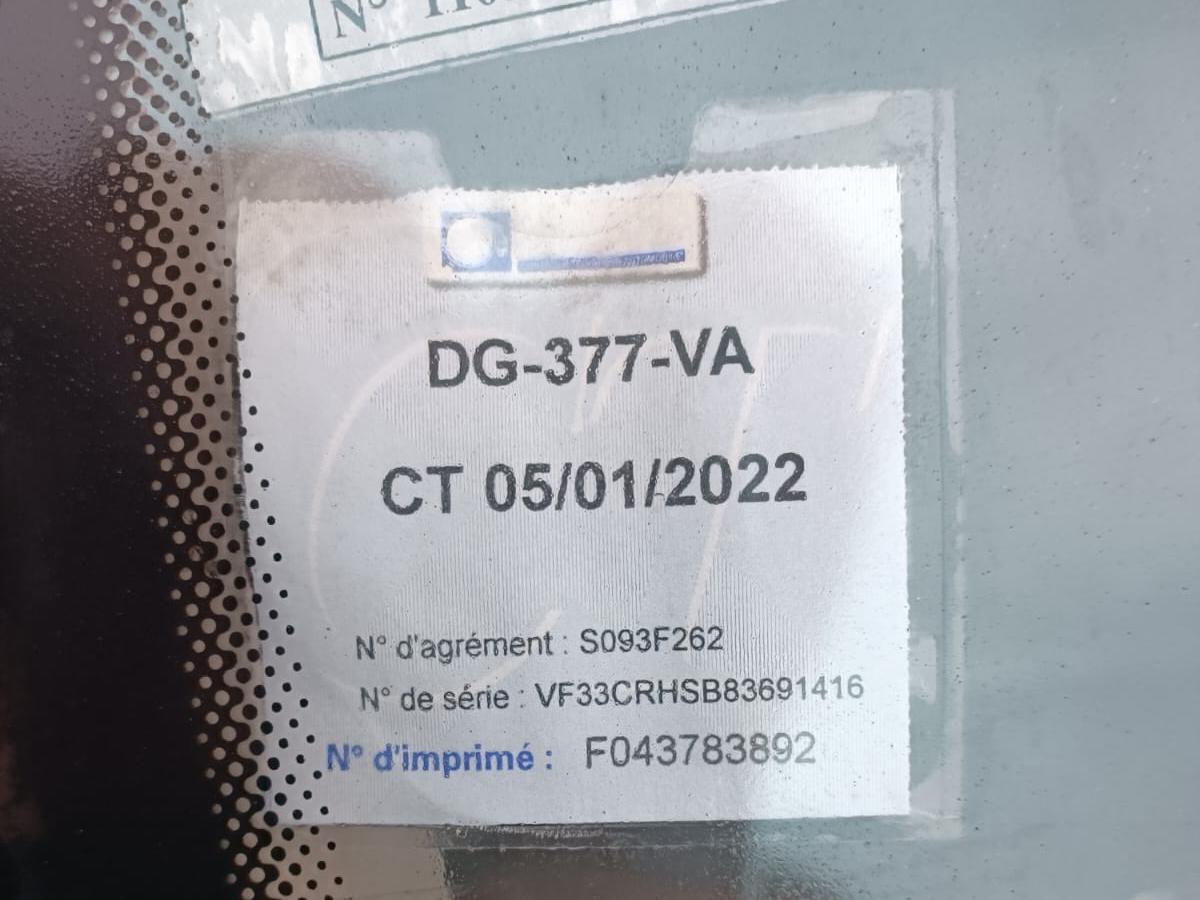 N°
DG-377-VA
CT 05/01/2022
N° d'agrément : S093F262
N° de série : VF33CRHSB83691416
N° d'imprimé : F043783892